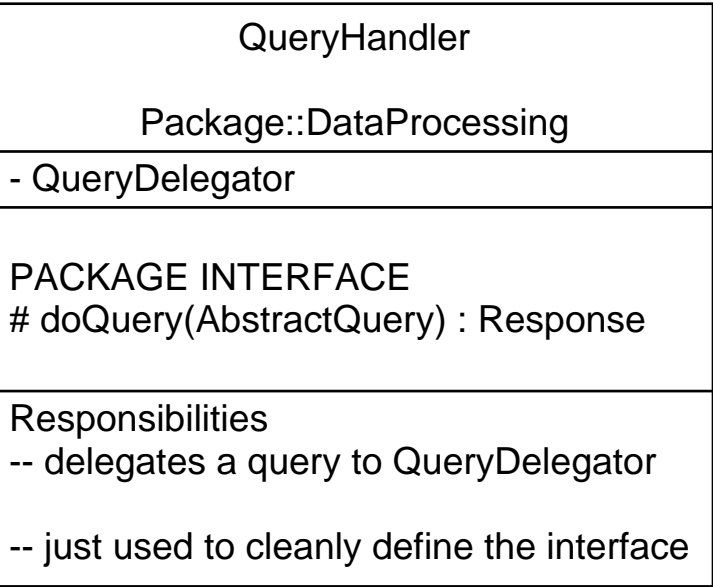 QueryHandler
Package::DataProcessing
- QueryDelegator
PACKAGE INTERFACE
# doQuery(AbstractQuery) : Response
Responsibilities
-- delegates a query to QueryDelegator
-- just used to cleanly define the interface